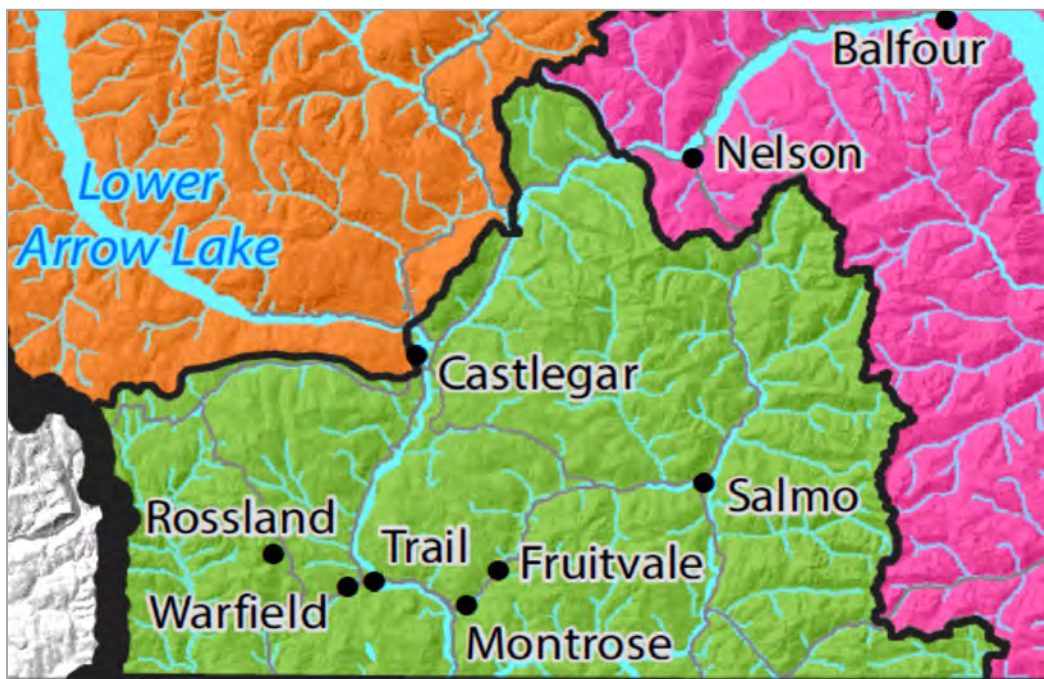 Balfour
Nelson
Lower
Arrow Lake
Castlegar
Salmo
Rossland
Trail
Fruitvale
Warfield
Montrose